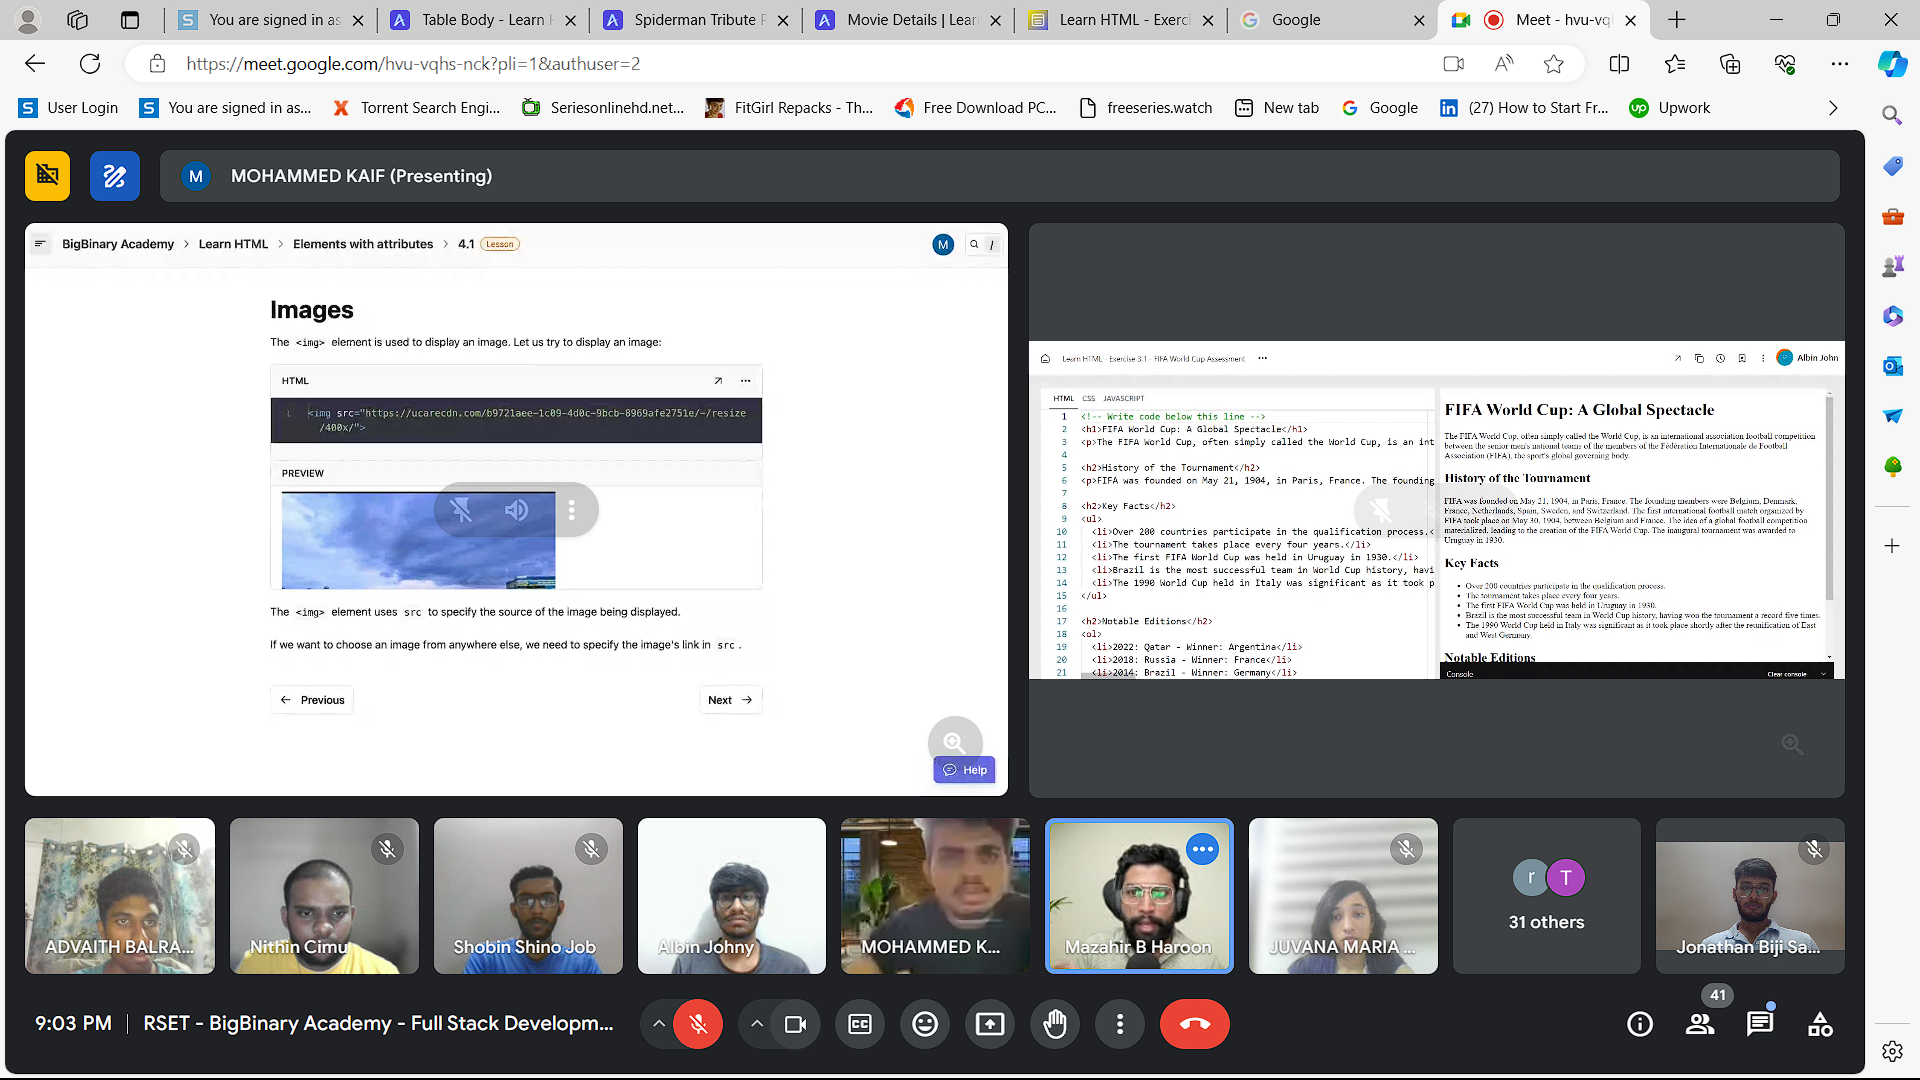 You are signed in as
Table Body - Learn H
Spiderman Tribute P
Movie Details | Lear
Learn HTML - Exerci
Google
Meet - hvu-vqh
https://meet.google.com/hvu-vqhs-nck?pli=1&authuser=2
User Login
You are signed in as...
Torrent Search Engi...
Seriesonlinehd.net...
FitGirl Repacks - Th...
Free Download PC...
freeseries.watch
New tab
Google
(27) How to Start Fr...
Upwork
M
MOHAMMED KAIF (Presenting)
BigBinary Academy > Learn HTML > Elements with attributes > 4.1 Lesson
M
/
Images
The <img> element is used to display an image. Let us try to display an image:
HTML
1 <img src="https://ucarecdn.com/b9721aee-1c09-4d0c-9bcb-8969afe2751e/-/resize
/400x/">
PREVIEW
The <img> element uses src to specify the source of the image being displayed.
If we want to choose an image from anywhere else, we need to specify the image's link in src .
← Previous
Next →
Help
Learn HTML - Exercise 3.1 - FIFA World Cup Assessment
Albin John
HTML CSS JAVASCRIPT
1 <!-- Write code below this line -->
2 <h1>FIFA World Cup: A Global Spectacle</h1>
3 <p>The FIFA World Cup, often simply called the World Cup, is an int
4
5 <h2>History of the Tournament</h2>
6 <p>FIFA was founded on May 21, 1904, in Paris, France. The founding
7
8 <h2>Key Facts</h2>
9 <ul>
10 <li>Over 200 countries participate in the qualification process.<
11 <li>The tournament takes place every four years.</li>
12 <li>The first FIFA World Cup was held in Uruguay in 1930.</li>
13 <li>Brazil is the most successful team in World Cup history, havi
14 <li>The 1990 World Cup held in Italy was significant as it took p
15 </ul>
16
17 <h2>Notable Editions</h2>
18 <ol>
19 <li>2022: Qatar - Winner: Argentina</li>
20 <li>2018: Russia - Winner: France</li>
21 <li>2014: Brazil - Winner: Germany</li>
FIFA World Cup: A Global Spectacle
The FIFA World Cup, often simply called the World Cup, is an international association football competition
between the senior men's national teams of the members of the Fédération Internationale de Football
Association (FIFA), the sport's global governing body.
History of the Tournament
FIFA was founded on May 21, 1904, in Paris, France. The founding members were Belgium, Denmark,
France, Netherlands, Spain, Sweden, and Switzerland. The first international football match organized by
FIFA took place on May 30, 1904, between Belgium and France. The idea of a global football competition
materialized, leading to the creation of the FIFA World Cup. The inaugural tournament was awarded to
Uruguay in 1930.
Key Facts
Over 200 countries participate in the qualification process.
The tournament takes place every four years.
The first FIFA World Cup was held in Uruguay in 1930.
Brazil is the most successful team in World Cup history, having won the tournament a record five times.
The 1990 World Cup held in Italy was significant as it took place shortly after the reunification of East
and West Germany.
Notable Editions
Console
Clear console
ADVAITH BALRA...
Nithin Cimu
Shobin Shino Job
Albin Johny
MOHAMMED K...
Mazahir B Haroon
JUVANA MARIA ...
r T
31 others
Jonathan Biji Sa...
9:03 PM | RSET - BigBinary Academy - Full Stack Developm...
41